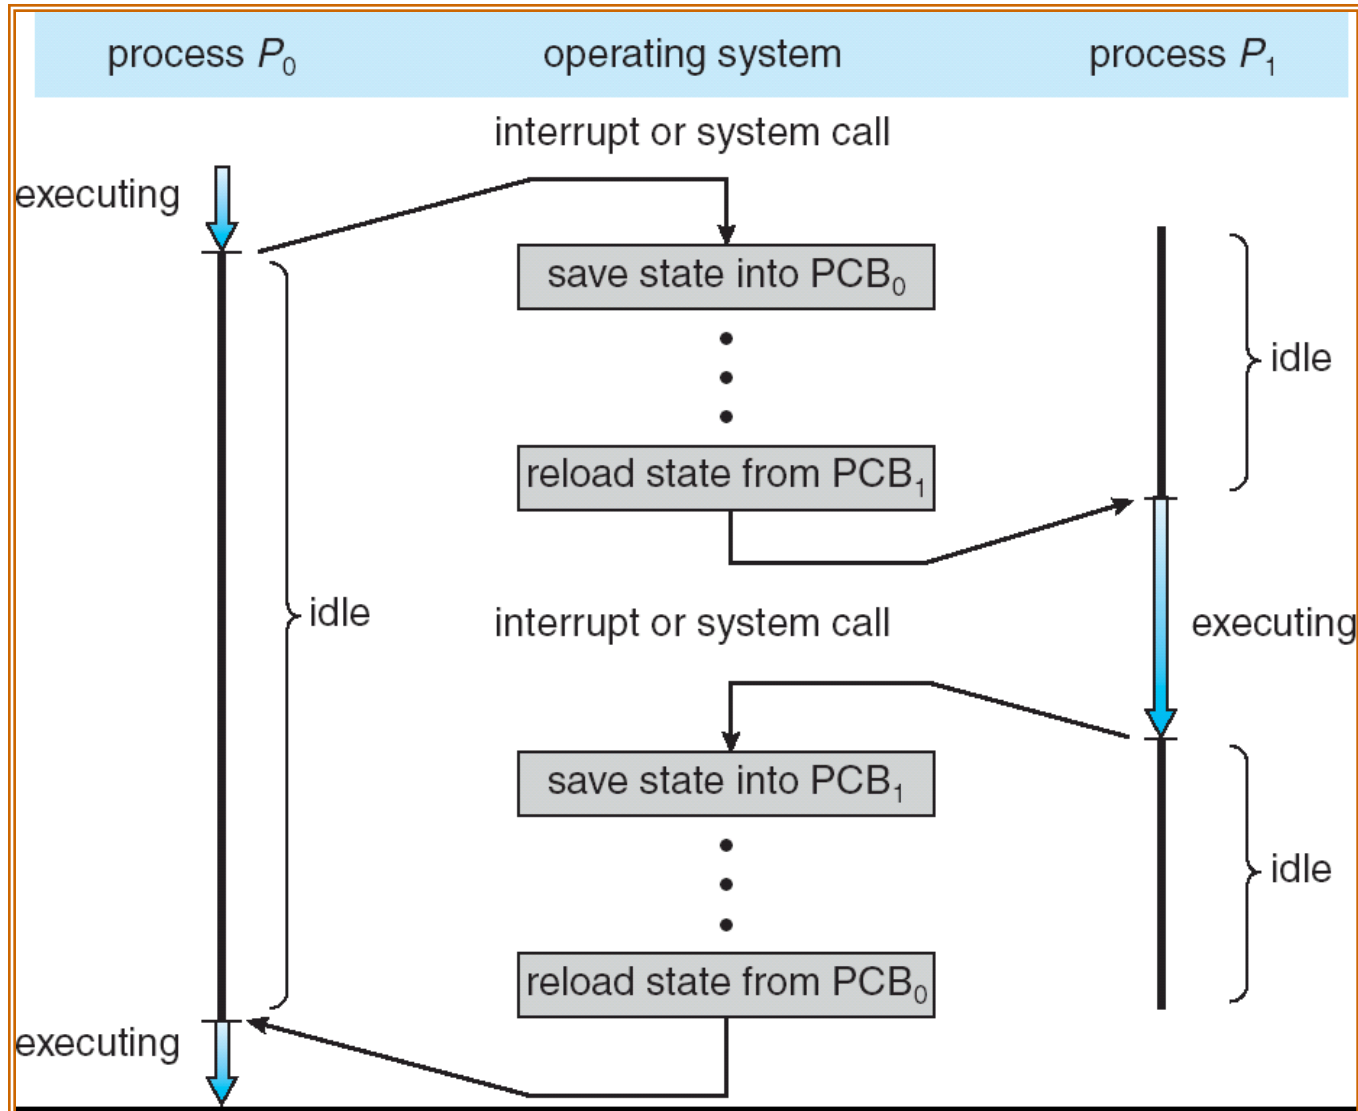 process P₀ operating system process P₁
interrupt or system call
executing
save state into PCB₀
idle
reload state from PCB₁
idle
interrupt or system call
executing
save state into PCB₁
idle
reload state from PCB₀
executing